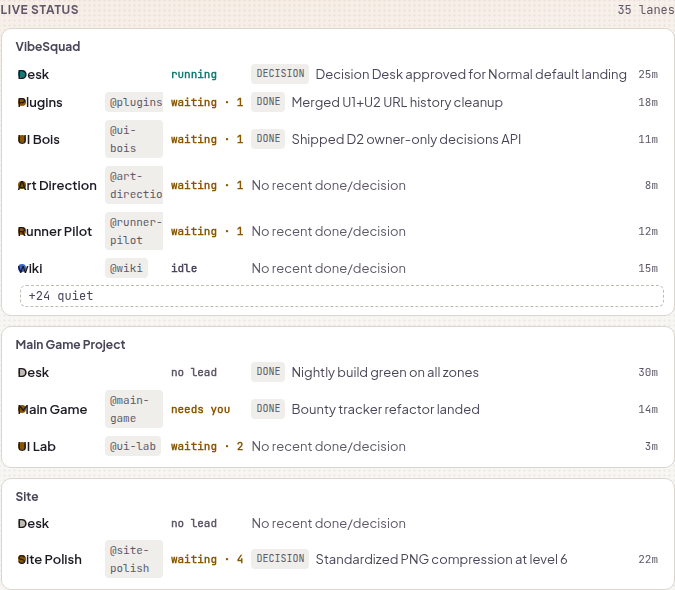 LIVE STATUS 35 lanes
VibeSquad
Desk running DECISION Decision Desk approved for Normal default landing 25m
Plugins @plugins waiting · 1 DONE Merged U1+U2 URL history cleanup 18m
UI Bois @ui-bois waiting · 1 DONE Shipped D2 owner-only decisions API 11m
Art Direction @art-directio waiting · 1 No recent done/decision 8m
Runner Pilot @runner-pilot waiting · 1 No recent done/decision 12m
wiki @wiki idle No recent done/decision 15m
+24 quiet
Main Game Project
Desk no lead DONE Nightly build green on all zones 30m
Main Game @main-game needs you DONE Bounty tracker refactor landed 14m
UI Lab @ui-lab waiting · 2 No recent done/decision 3m
Site
Desk no lead No recent done/decision
Site Polish @site-polish waiting · 4 DECISION Standardized PNG compression at level 6 22m